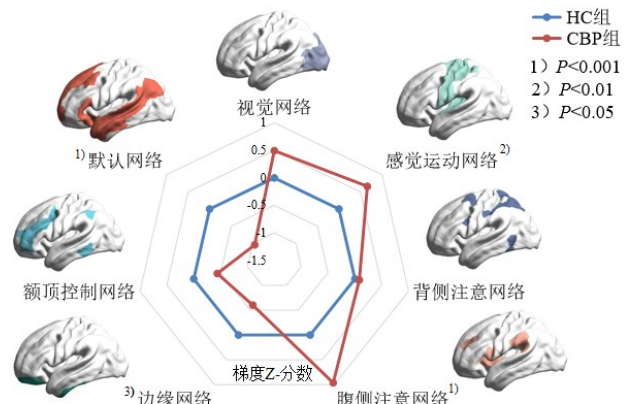 HC组
CBP组
1）P<0.001
2）P<0.01
3）P<0.05
视觉网络
1)默认网络
感觉运动网络2)
1
0.5
0
-0.5
-1
-1.5
额顶控制网络
背侧注意网络
梯度Z-分数
3)边缘网络
腹侧注意网络1)